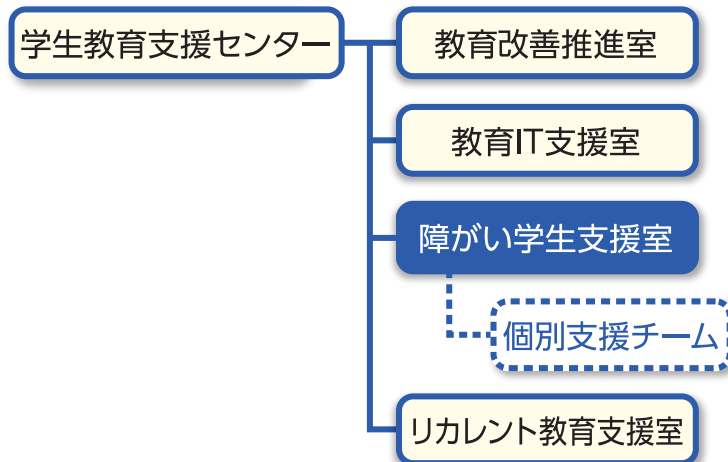 学生教育支援センター
教育改善推進室
教育IT支援室
障がい学生支援室
個別支援チーム
リカレント教育支援室